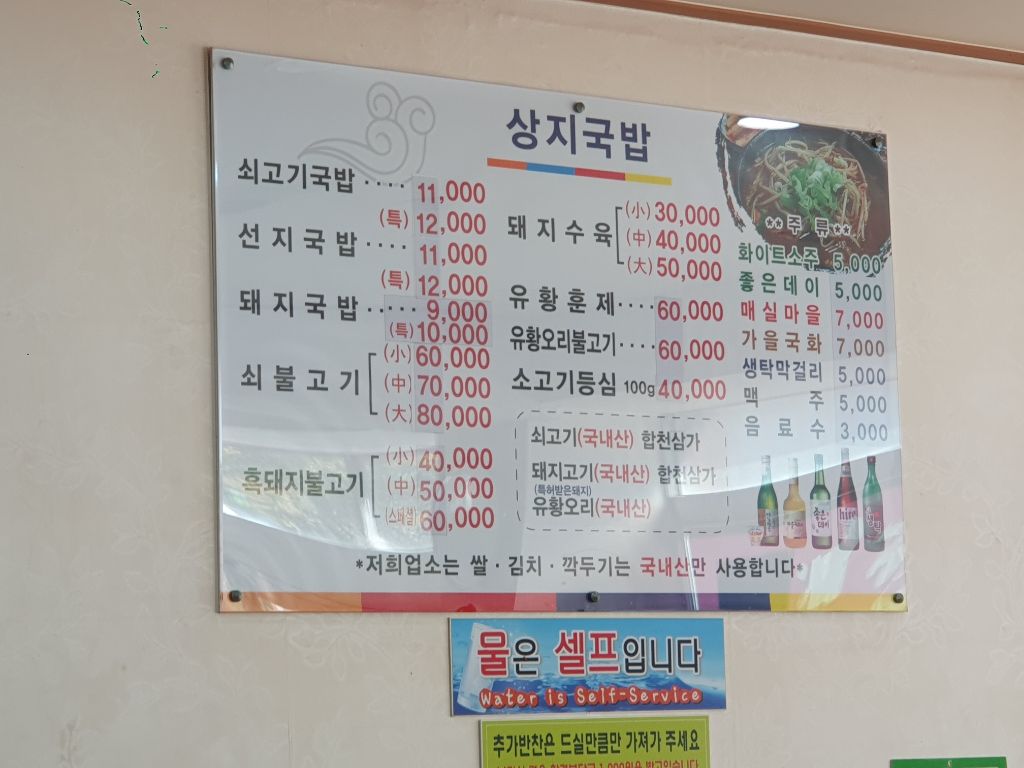 상지국밥
쇠고기국밥 ···· 11,000
(특) 12,000
선지국밥 ···· 11,000
(특) 12,000
돼지국밥 ····· 9,000
(특) 10,000
쇠불고기 (小) 60,000
(中) 70,000
(大) 80,000
흑돼지불고기 (小) 40,000
(中) 50,000
(스페셜) 60,000
돼지수육 (小) 30,000
(中) 40,000
(大) 50,000
유황훈제···· 60,000
유황오리불고기···· 60,000
소고기등심 100g 40,000
쇠고기(국내산) 합천삼가
돼지고기(국내산) 합천삼가
(특허받은돼지)
유황오리(국내산)
**주 류**
화이트소주 5,000
좋은데이 5,000
매실마을 7,000
가을국화 7,000
생탁막걸리 5,000
맥 주 5,000
음 료 수 3,000
좋은데이
*저희업소는 쌀·김치·깍두기는 국내산만 사용합니다*
물은 셀프입니다
Water is Self-Service
추가반찬은 드실만큼만 가져가 주세요